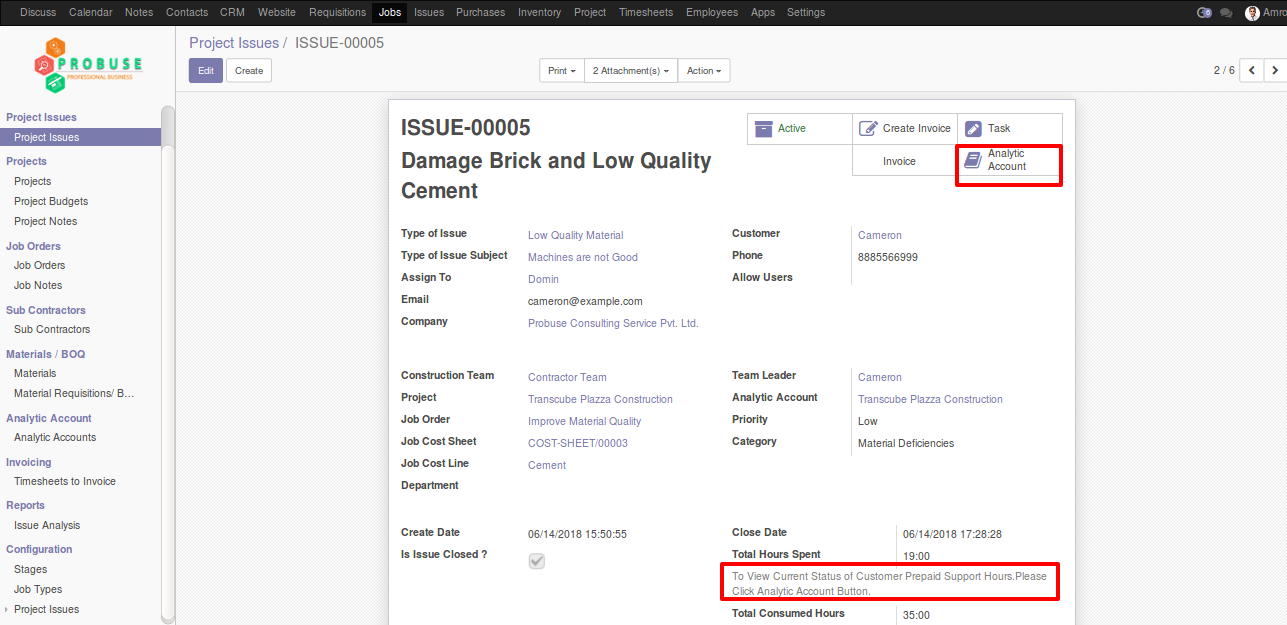 Discuss Calendar Notes Contacts CRM Website Requisitions Jobs Issues Purchases Inventory Project Timesheets Employees Apps Settings Amro
PROBUSE
PROFESSIONAL BUSINESS
Project Issues / ISSUE-00005
Edit Create Print 2 Attachment(s) Action 2 / 6
Project Issues
Project Issues
Projects
Projects
Project Budgets
Project Notes
Job Orders
Job Orders
Job Notes
Sub Contractors
Sub Contractors
Materials / BOQ
Materials
Material Requisitions/ B...
Analytic Account
Analytic Accounts
Invoicing
Timesheets to Invoice
Reports
Issue Analysis
Configuration
Stages
Job Types
Project Issues
Active Create Invoice Task
Invoice Analytic Account
ISSUE-00005
Damage Brick and Low Quality
Cement
Type of Issue Low Quality Material Customer Cameron
Type of Issue Subject Machines are not Good Phone 8885566999
Assign To Domin Allow Users
Email cameron@example.com
Company Probuse Consulting Service Pvt. Ltd.
Construction Team Contractor Team Team Leader Cameron
Project Transcube Plazza Construction Analytic Account Transcube Plazza Construction
Job Order Improve Material Quality Priority Low
Job Cost Sheet COST-SHEET/00003 Category Material Deficiencies
Job Cost Line Cement
Department
Create Date 06/14/2018 15:50:55 Close Date 06/14/2018 17:28:28
Is Issue Closed ? Total Hours Spent 19:00
To View Current Status of Customer Prepaid Support Hours.Please
Click Analytic Account Button.
Total Consumed Hours 35:00